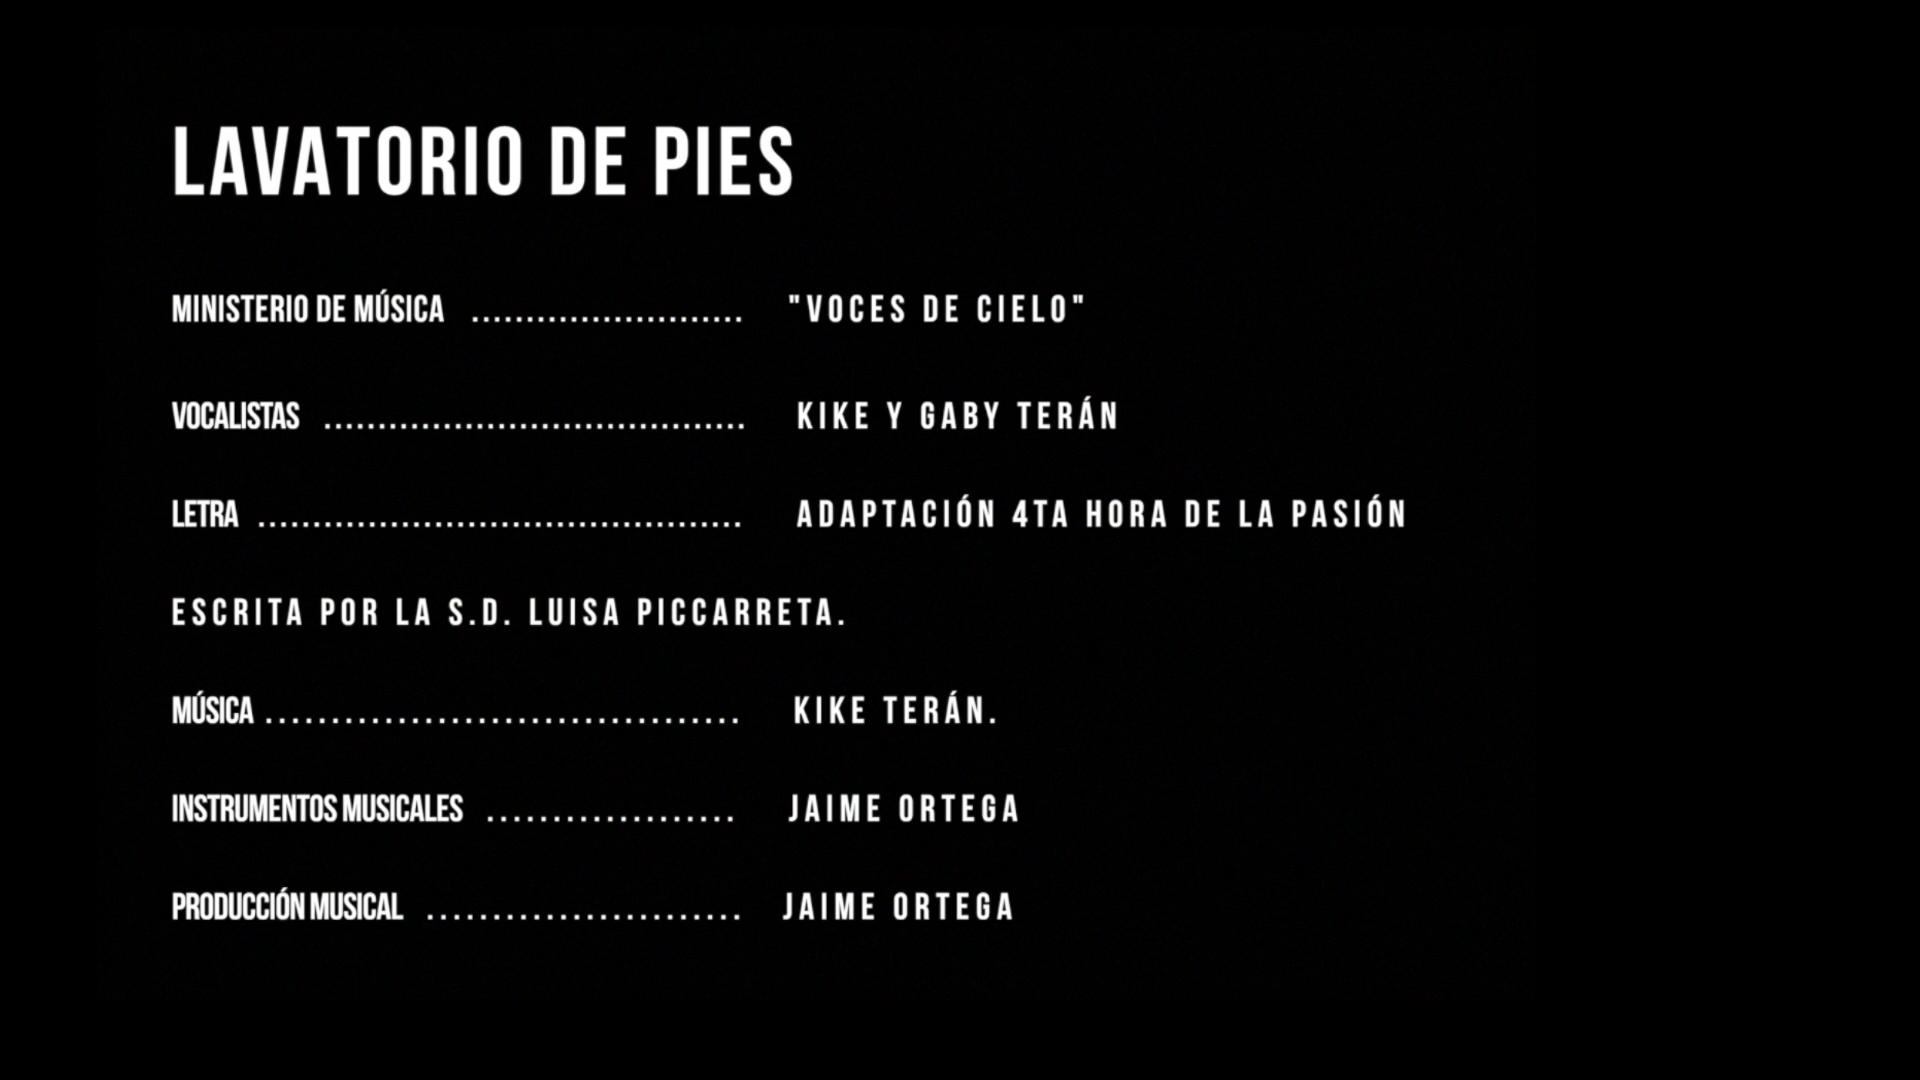 LAVATORIO DE PIES
MINISTERIO DE MÚSICA ......................... "VOCES DE CIELO"
VOCALISTAS ....................................... KIKE Y GABY TERÁN
LETRA ............................................. ADAPTACIÓN 4TA HORA DE LA PASIÓN
ESCRITA POR LA S.D. LUISA PICCARRETA.
MÚSICA .................................... KIKE TERÁN.
INSTRUMENTOS MUSICALES ................... JAIME ORTEGA
PRODUCCIÓN MUSICAL ........................ JAIME ORTEGA